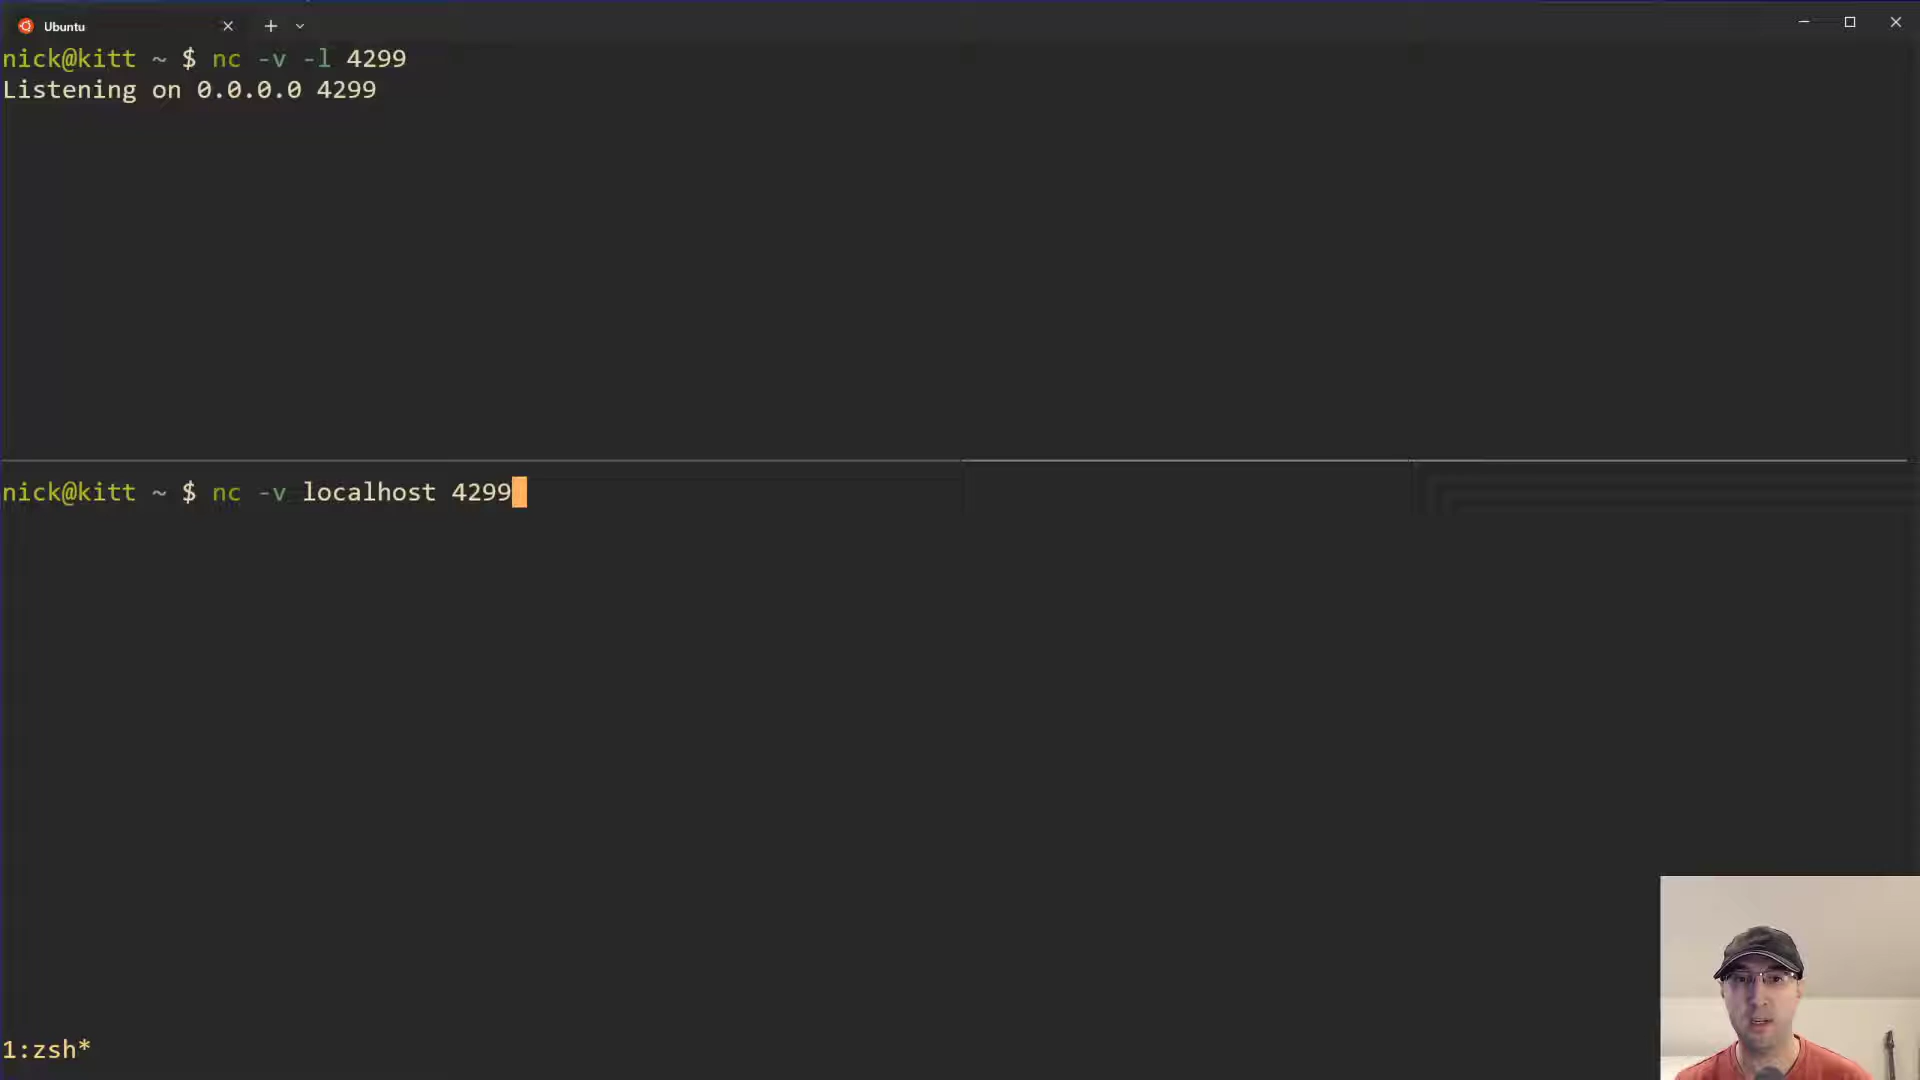 Ubuntu
nick@kitt ~ $ nc -v -l 4299
Listening on 0.0.0.0 4299
nick@kitt ~ $ nc -v localhost 4299
1:zsh*